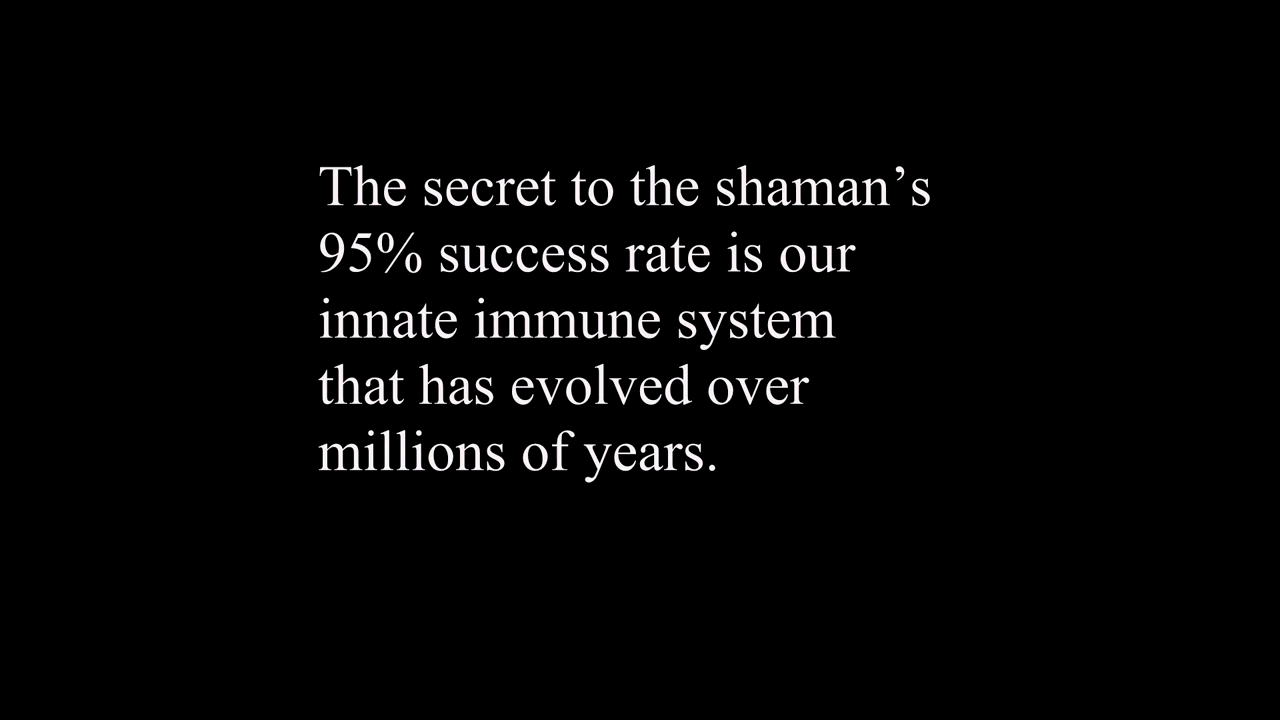 The secret to the shaman’s
95% success rate is our
innate immune system
that has evolved over
millions of years.